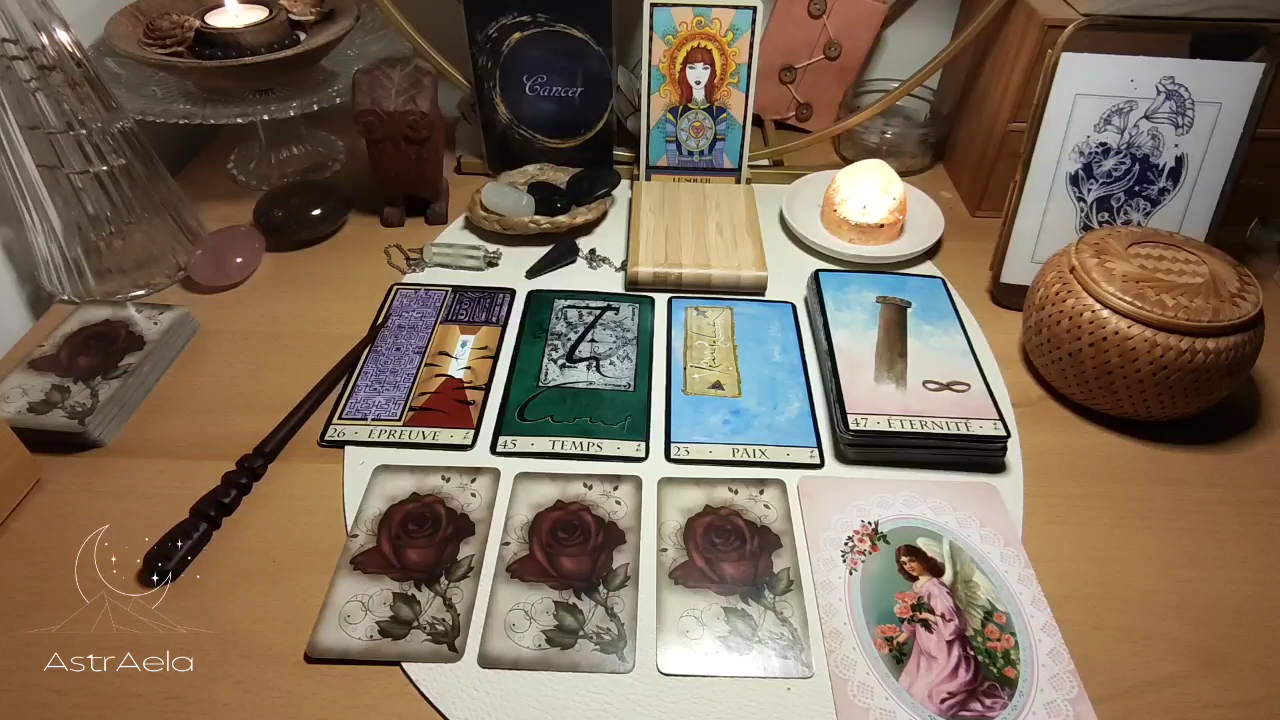 Cancer
LE SOLEIL
26 · ÉPREUVE ·
45 · TEMPS ·
23 · PAIX ·
47 · ÉTERNITÉ ·
AstrAela